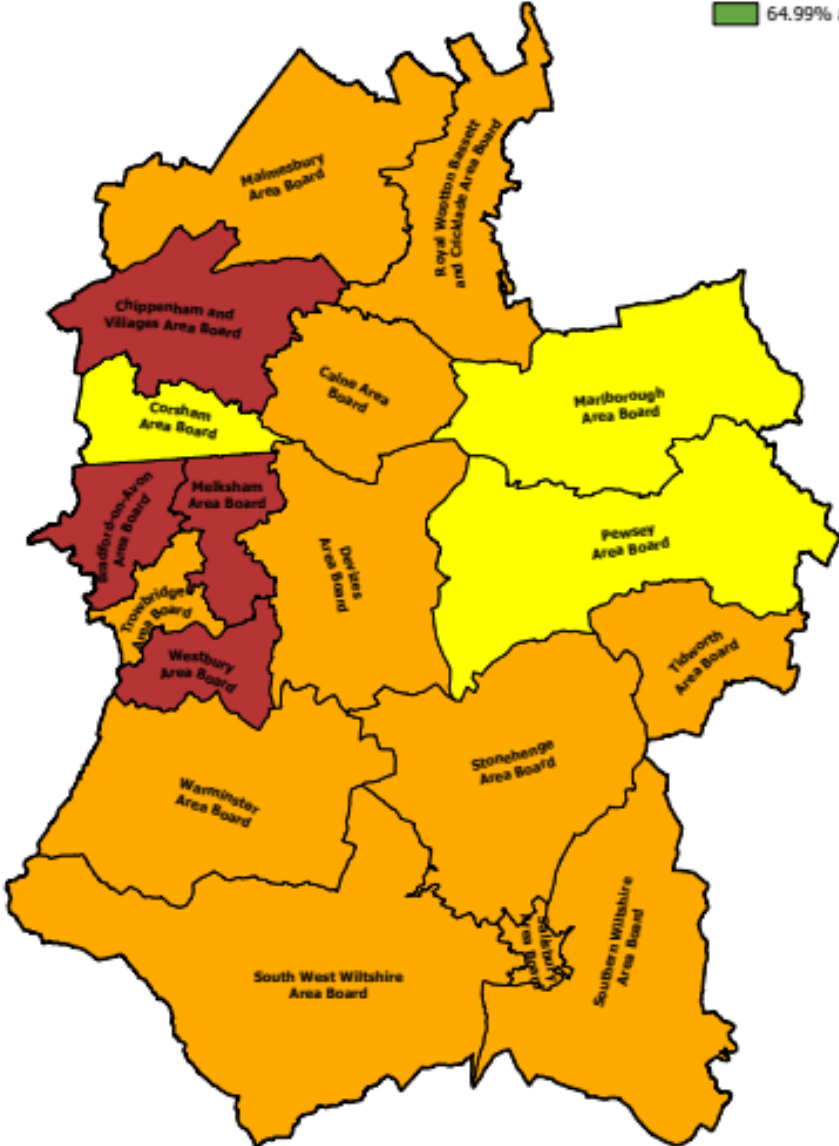 64.99%
Malmesbury
Area Board
Royal Wootton Bassett
and Cricklade Area Board
Chippenham and
Villages Area Board
Calne Area
Board
Marlborough
Area Board
Corsham
Area Board
Bradford-on-Avon
Area Board
Melksham
Area Board
Pewsey
Area Board
Devizes
Area Board
Trowbridge
Area Board
Tidworth
Area Board
Westbury
Area Board
Stonehenge
Area Board
Warminster
Area Board
Salisbury
Area Board
Southern Wiltshire
Area Board
South West Wiltshire
Area Board